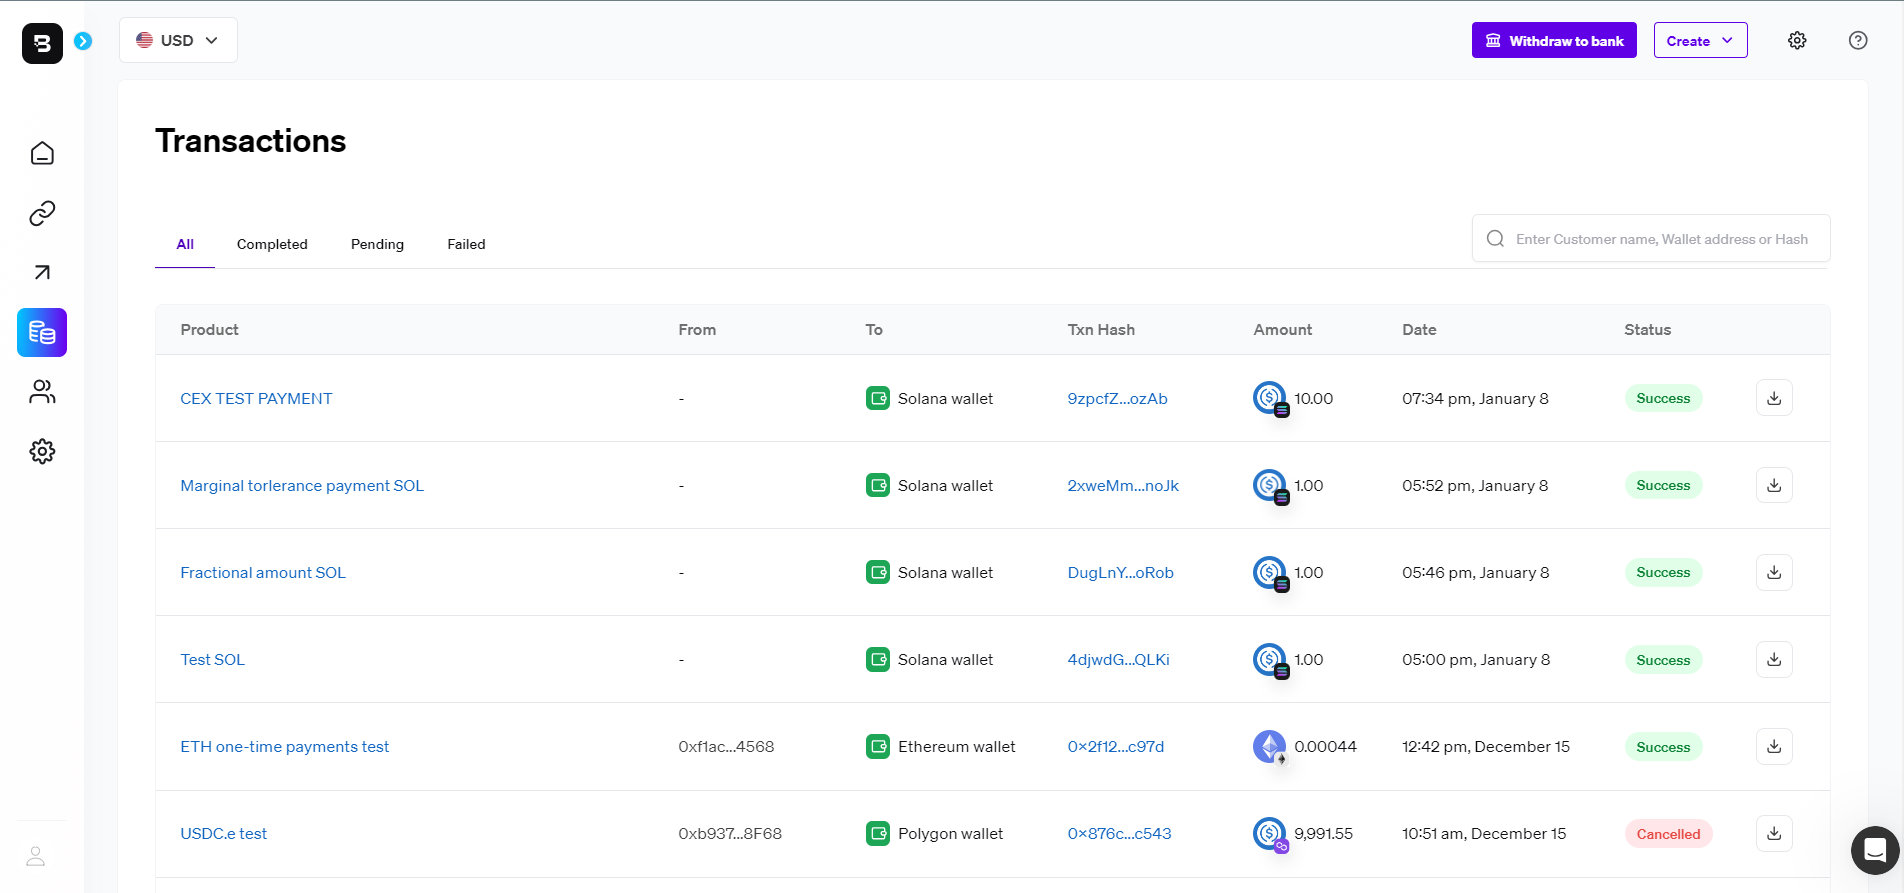 B
USD
Withdraw to bank
Create
Transactions
All Completed Pending Failed
Enter Customer name, Wallet address or Hash
Product From To Txn Hash Amount Date Status
CEX TEST PAYMENT - Solana wallet 9zpcfZ...ozAb 10.00 07:34 pm, January 8 Success
Marginal torlerance payment SOL - Solana wallet 2xweMm...noJk 1.00 05:52 pm, January 8 Success
Fractional amount SOL - Solana wallet DugLnY...oRob 1.00 05:46 pm, January 8 Success
Test SOL - Solana wallet 4djwdG...QLKi 1.00 05:00 pm, January 8 Success
ETH one-time payments test 0xf1ac...4568 Ethereum wallet 0x2f12...c97d 0.00044 12:42 pm, December 15 Success
USDC.e test 0xb937...8F68 Polygon wallet 0x876c...c543 9,991.55 10:51 am, December 15 Cancelled